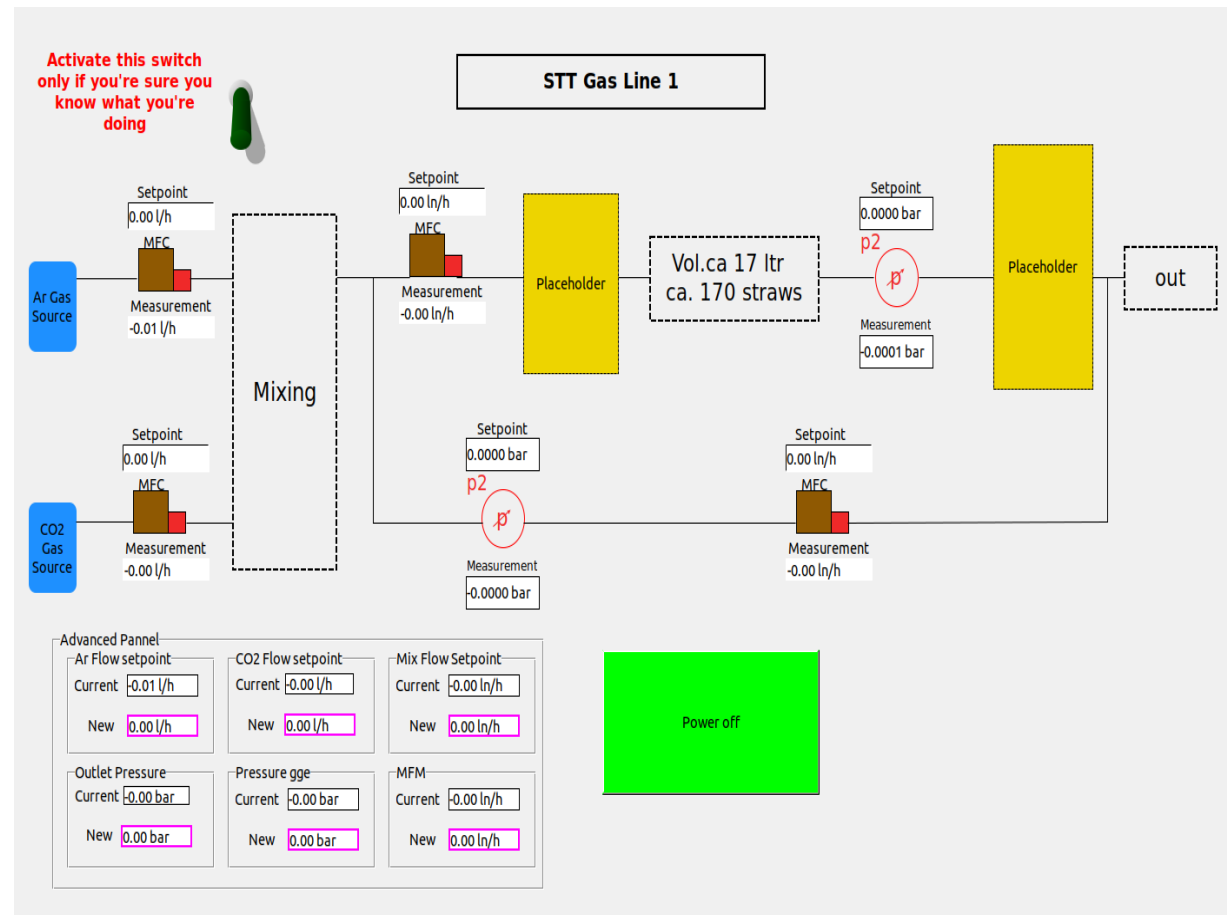 Activate this switch
only if you're sure you
know what you're
doing
STT Gas Line 1
Setpoint
0.00 l/h
MFC
Measurement
-0.01 l/h
Ar Gas
Source
Setpoint
0.00 ln/h
MFC
Measurement
-0.00 ln/h
Placeholder
Vol.ca 17 ltr
ca. 170 straws
Setpoint
0.0000 bar
p2
p
Measurement
-0.0001 bar
Placeholder
out
Mixing
Setpoint
0.00 l/h
MFC
Measurement
-0.00 l/h
CO2
Gas
Source
Setpoint
0.0000 bar
p2
p
Measurement
-0.0000 bar
Setpoint
0.00 ln/h
MFC
Measurement
-0.00 ln/h
Advanced Pannel
Ar Flow setpoint
Current -0.01 l/h
New 0.00 l/h
CO2 Flow setpoint
Current -0.00 l/h
New 0.00 l/h
Mix Flow Setpoint
Current -0.00 ln/h
New 0.00 ln/h
Outlet Pressure
Current -0.00 bar
New 0.00 bar
Pressure gge
Current -0.00 bar
New 0.00 bar
MFM
Current -0.00 ln/h
New 0.00 ln/h
Power off